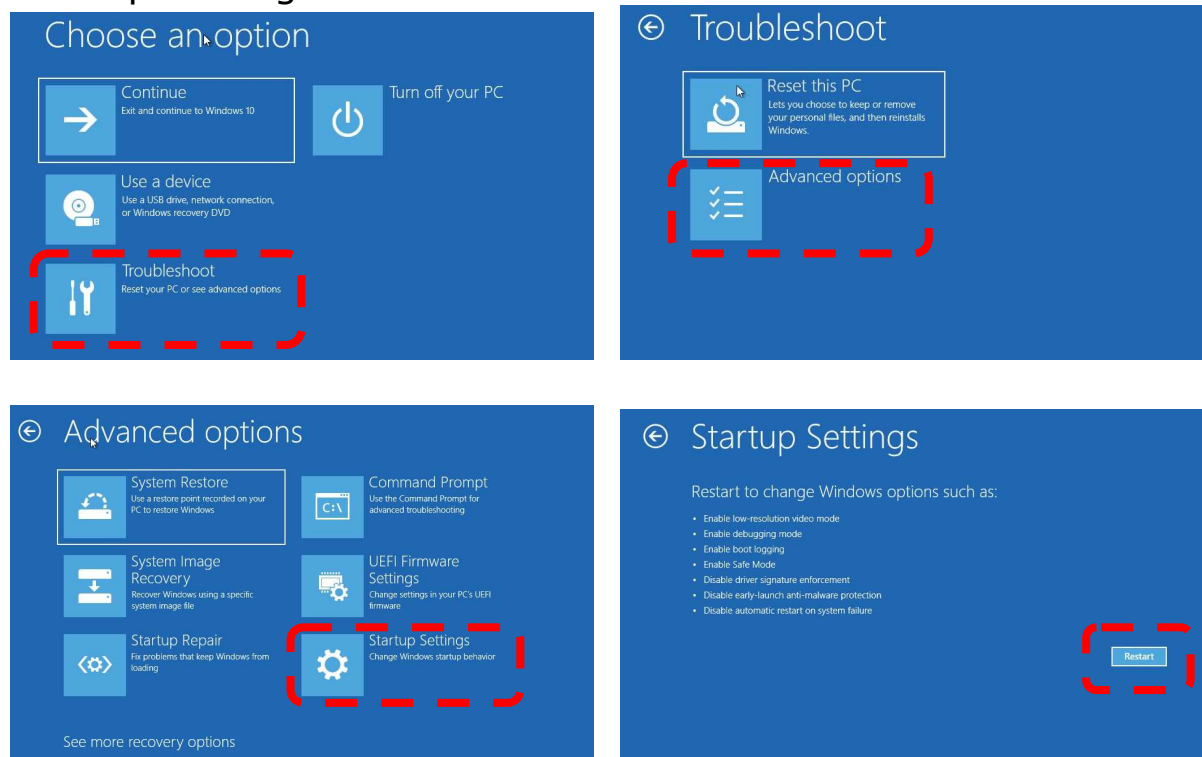 Choose an option
Continue
Exit and continue to Windows 10
Turn off your PC
Use a device
Use a USB drive, network connection,
or Windows recovery DVD
Troubleshoot
Reset your PC or see advanced options
Troubleshoot
Reset this PC
Lets you choose to keep or remove
your personal files, and then reinstalls
Windows.
Advanced options
Advanced options
System Restore
Use a restore point recorded on your
PC to restore Windows
Command Prompt
Use the Command Prompt for
advanced troubleshooting
C:\
System Image
Recovery
Recover Windows using a specific
system image file
UEFI Firmware
Settings
Change settings in your PC's UEFI
firmware
Startup Repair
Fix problems that keep Windows from
loading
Startup Settings
Change Windows startup behavior
See more recovery options
Startup Settings
Restart to change Windows options such as:
• Enable low-resolution video mode
• Enable debugging mode
• Enable boot logging
• Enable Safe Mode
• Disable driver signature enforcement
• Disable early-launch anti-malware protection
• Disable automatic restart on system failure
Restart